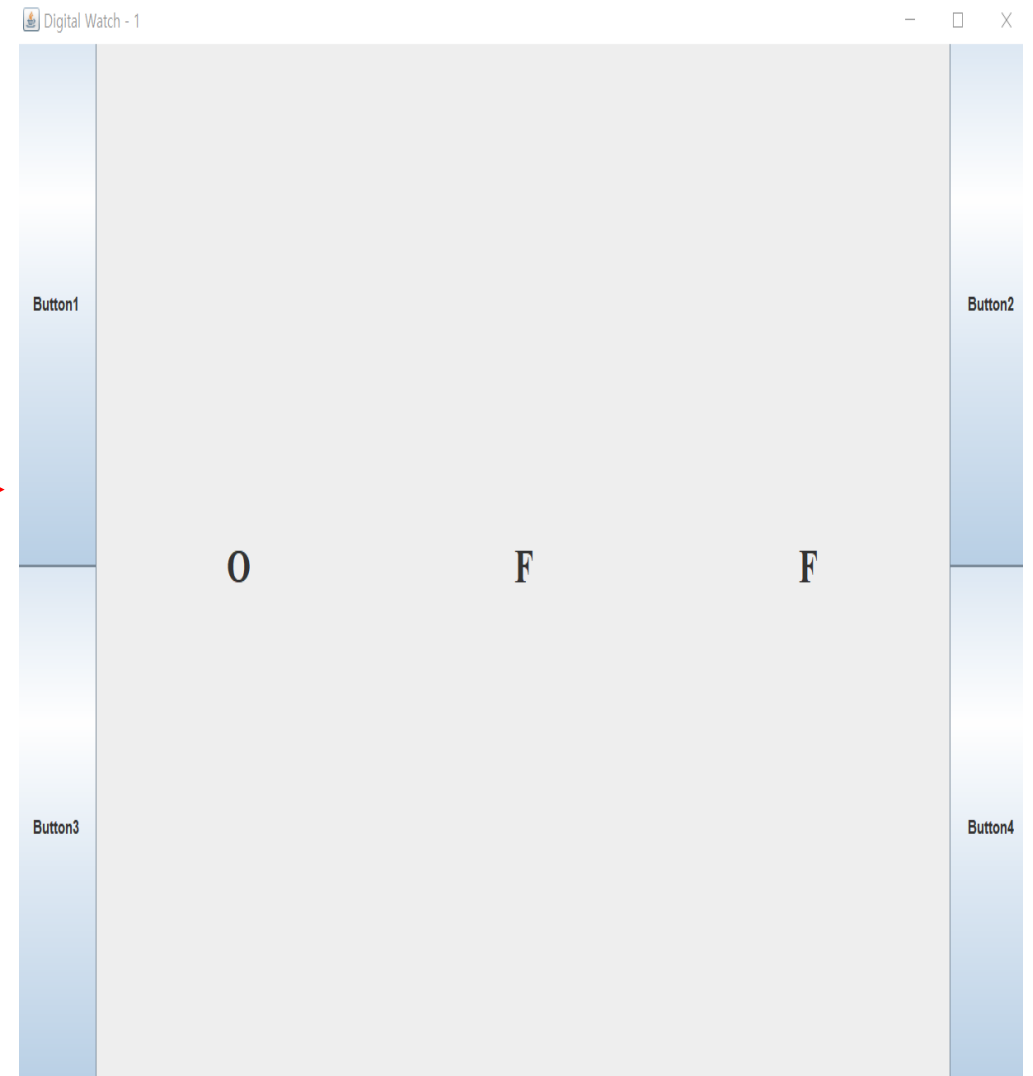 Digital Watch - 1
Button1
Button2
O F F
Button3
Button4